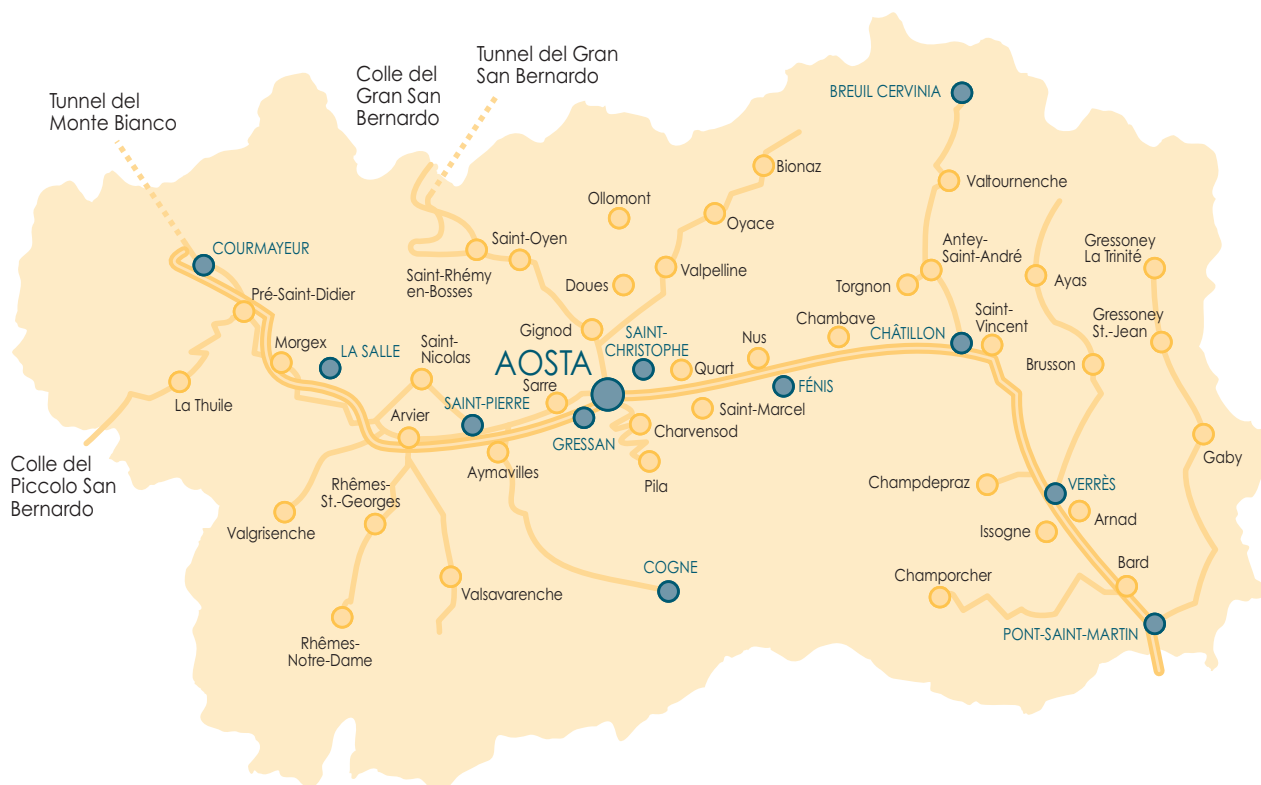 Tunnel del Gran
San Bernardo
Colle del
Gran San
Bernardo
Tunnel del
Monte Bianco
BREUIL CERVINIA
Bionaz
Valtournenche
Ollomont
Oyace
COURMAYEUR
Saint-Oyen
Antey-
Saint-André
Gressoney
La Trinité
Saint-Rhémy
en-Bosses
Valpelline
Doues
Torgnon
Ayas
Pré-Saint-Didier
Gignod
SAINT-
CHRISTOPHE
Nus
Chambave
CHÂTILLON
Saint-
Vincent
Gressoney
St.-Jean
Morgex
LA SALLE
Saint-
Nicolas
AOSTA
Quart
Brusson
La Thuile
Sarre
FÉNIS
SAINT-PIERRE
Saint-Marcel
Arvier
GRESSAN
Charvensod
Colle del
Piccolo San
Bernardo
Aymavilles
Pila
Gaby
Rhêmes-
St.-Georges
Champdepraz
VERRÈS
Valgrisenche
Issogne
Arnad
COGNE
Bard
Valsavarenche
Champorcher
Rhêmes-
Notre-Dame
PONT-SAINT-MARTIN